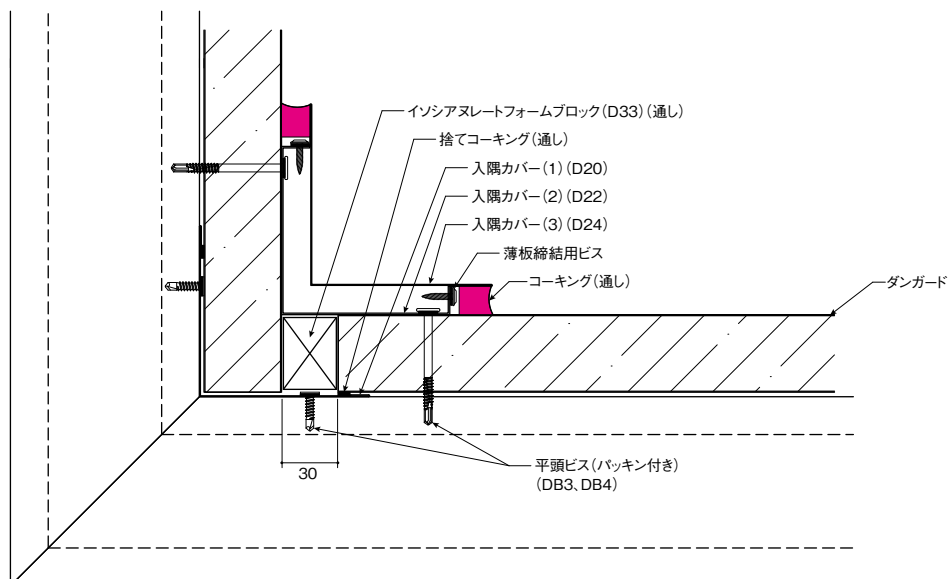 イソシアヌレートフォームブロック(D33)(通し)
捨てコーキング(通し)
入隅カバー(1)(D20)
入隅カバー(2)(D22)
入隅カバー(3)(D24)
薄板締結用ビス
コーキング(通し)
ダンガード
平頭ビス(パッキン付き)
(DB3、DB4)
30